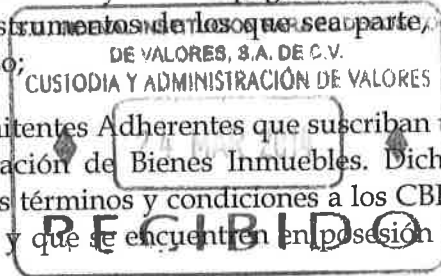 strumentos de los que sea parte,
DE VALORES, S.A. DE C.V.
o;
CUSTODIA Y ADMINISTRACIÓN DE VALORES
itentes Adherentes que suscriban
ación de Bienes Inmuebles. Dich
s términos y condiciones a los CBI
RECIBIDO
y que se encuentren en posesión